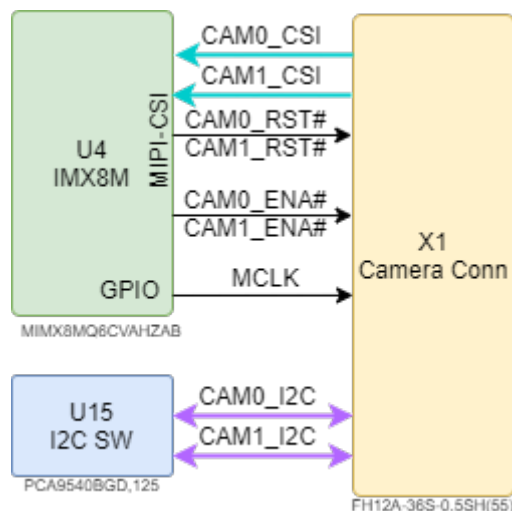 CAM0_CSI
CAM1_CSI
MIPI-CSI
CAM0_RST#
CAM1_RST#
U4
IMX8M
CAM0_ENA#
CAM1_ENA#
X1
Camera Conn
GPIO
MCLK
MIMX8MQ6CVAHZAB
U15
I2C SW
CAM0_I2C
CAM1_I2C
PCA9540BGD,125
FH12A-36S-0.5SH(55)